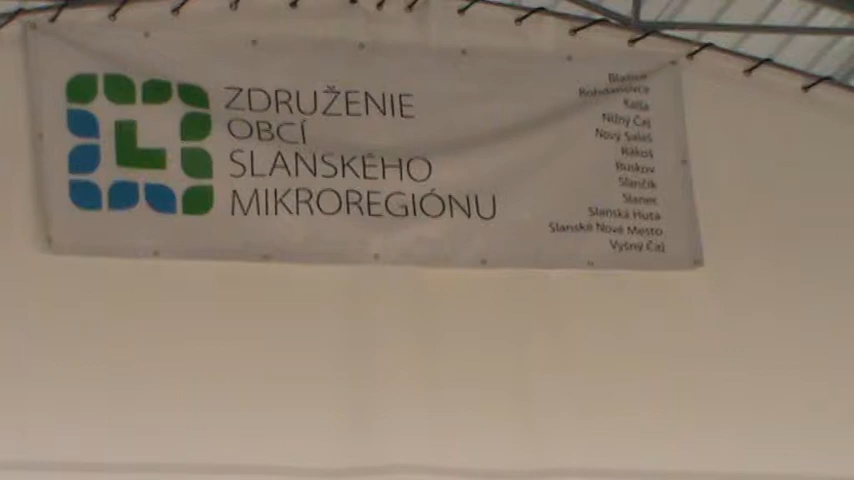 ZDRUŽENIE
OBCÍ
SLANSKÉHO
MIKROREGIÓNU
Blažice
Bohdanovce
Kalša
Nižný Čaj
Nový Salaš
Rákoš
Ruskov
Slančík
Slanec
Slanská Huta
Slanské Nové Mesto
Vyšný Čaj